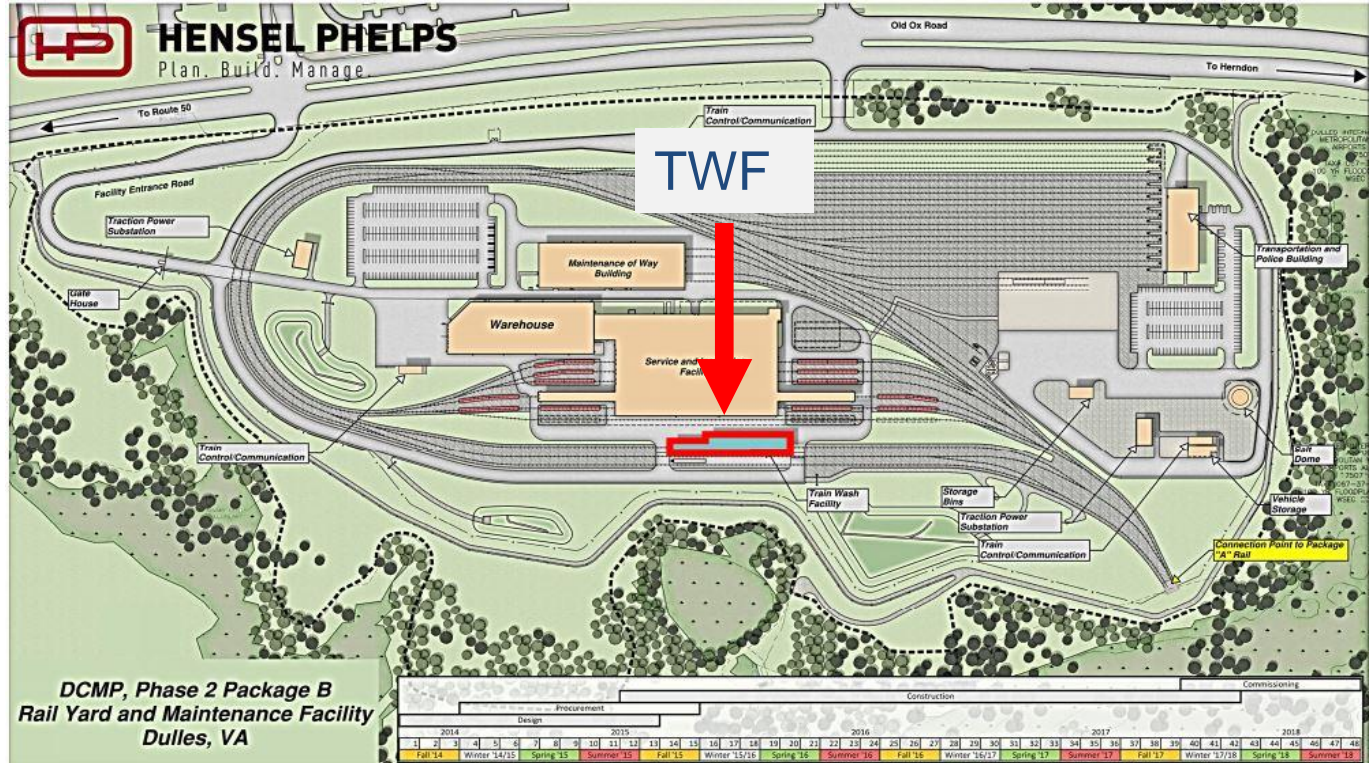 HP
HENSEL PHELPS
Plan. Build. Manage.
Old Ox Road
To Herndon
To Route 50
Train
Control/Communication
TWF
Facility Entrance Road
Traction Power
Substation
Gate
House
Maintenance of Way
Building
Warehouse
Service and
Transportation and
Police Building
Train
Control/Communication
Train Wash
Facility
Storage
Bins
Traction Power
Substation
Train
Control/Communication
Salt
Dome
Vehicle
Storage
Connection Point to Package
"A" Rail
DCMP, Phase 2 Package B
Rail Yard and Maintenance Facility
Dulles, VA
Commissioning
Construction
Procurement
Design
2014 2015 2016 2017 2018
1 2 3 4 5 6 7 8 9 10 11 12 13 14 15 16 17 18 19 20 21 22 23 24 25 26 27 28 29 30 31 32 33 34 35 36 37 38 39 40 41 42 43 44 45 46 47 48
Fall '14 Winter '14/15 Spring '15 Summer '15 Fall '15 Winter '15/16 Spring '16 Summer '16 Fall '16 Winter '16/17 Spring '17 Summer '17 Fall '17 Winter '17/18 Spring '18 Summer '18